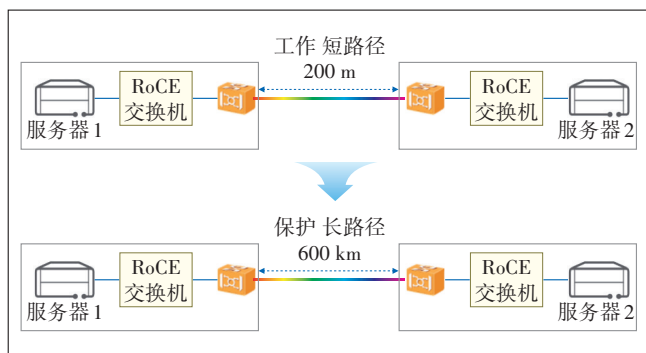 工作 短路径
200 m
RoCE
交换机
服务器1
RoCE
交换机
服务器2
保护 长路径
600 km
RoCE
交换机
服务器1
RoCE
交换机
服务器2